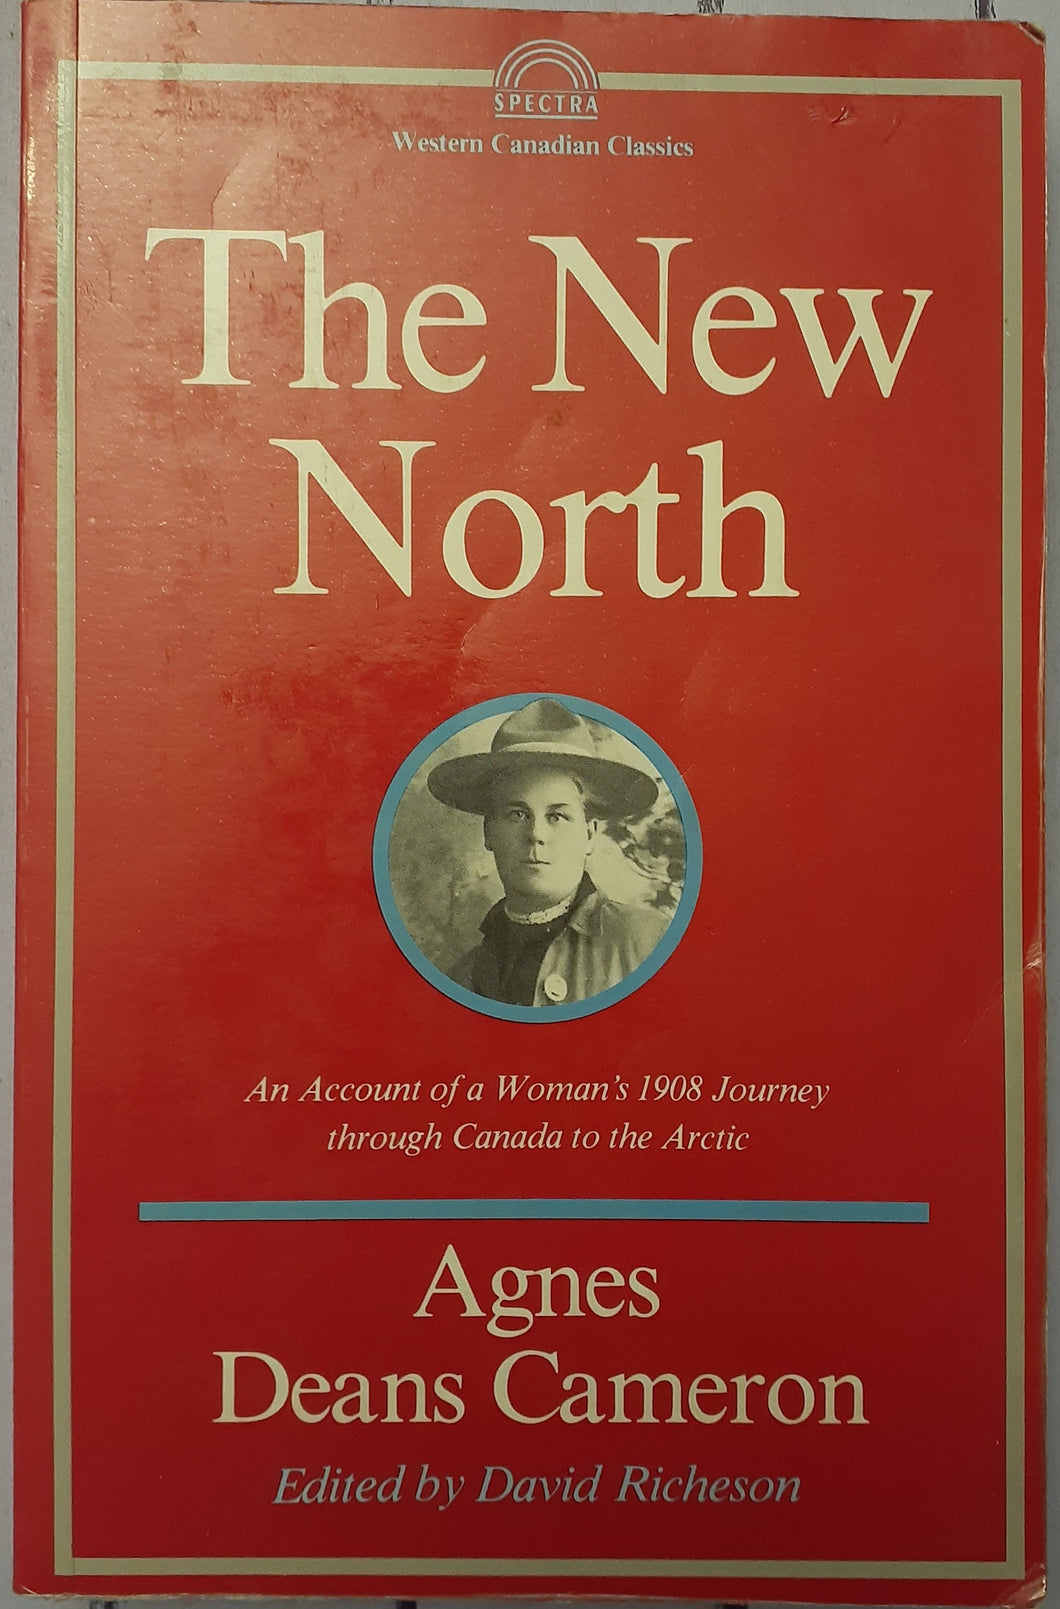 SPECTRA
Western Canadian Classics
The New
North
An Account of a Woman's 1908 Journey
through Canada to the Arctic
Agnes
Deans Cameron
Edited by David Richeson